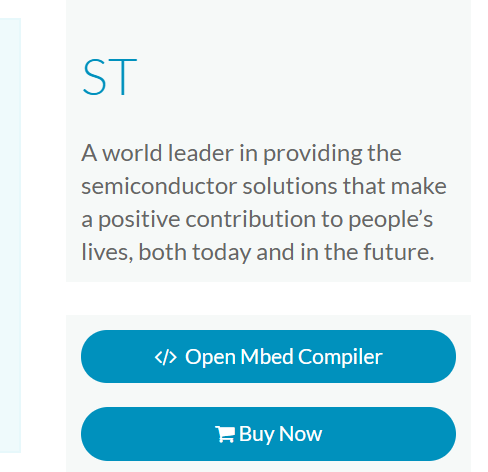 ST
A world leader in providing the
semiconductor solutions that make
a positive contribution to people’s
lives, both today and in the future.
</> Open Mbed Compiler
Buy Now